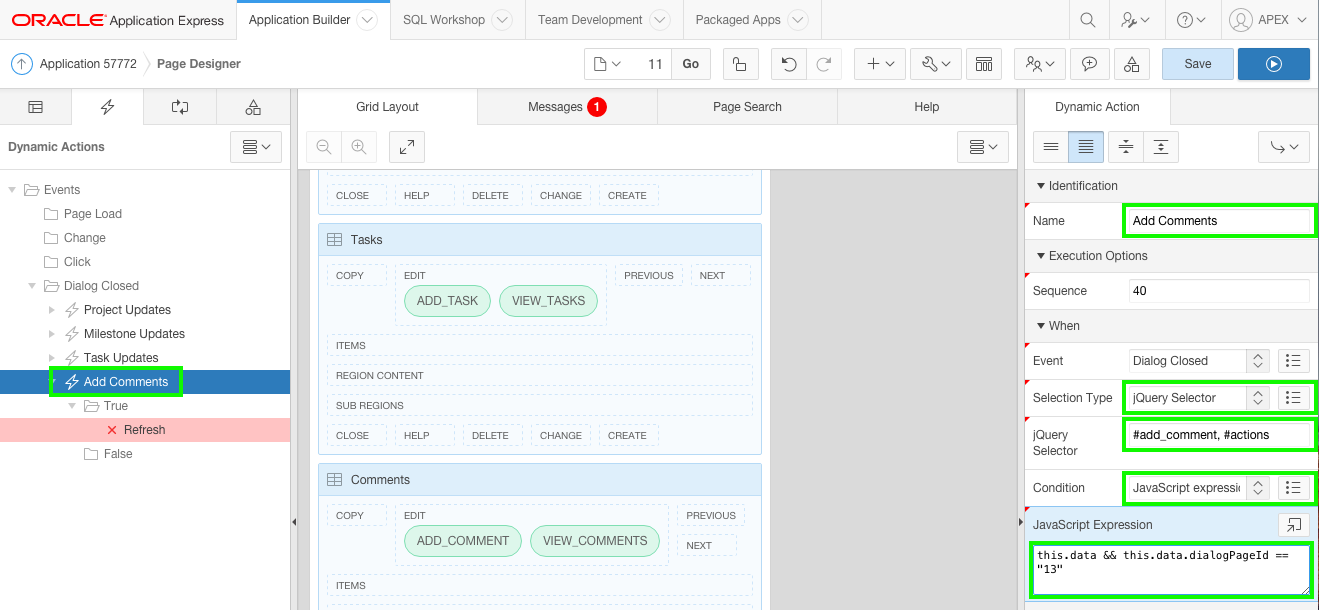 ORACLE Application Express
Application Builder
SQL Workshop
Team Development
Packaged Apps
APEX
Application 57772
Page Designer
11
Go
Save
Grid Layout
Messages 1
Page Search
Help
Dynamic Action
Dynamic Actions
Events
Page Load
Change
Click
Dialog Closed
Project Updates
Milestone Updates
Task Updates
Add Comments
True
Refresh
False
CLOSE HELP DELETE CHANGE CREATE
Tasks
COPY EDIT PREVIOUS NEXT
ADD_TASK VIEW_TASKS
ITEMS
REGION CONTENT
SUB REGIONS
CLOSE HELP DELETE CHANGE CREATE
Comments
COPY EDIT PREVIOUS
ADD_COMMENT VIEW_COMMENTS
NEXT
ITEMS
Identification
Name Add Comments
Execution Options
Sequence 40
When
Event Dialog Closed
Selection Type jQuery Selector
jQuery
Selector
#add_comment, #actions
Condition JavaScript expressi
JavaScript Expression
this.data && this.data.dialogPageId ==
"13"